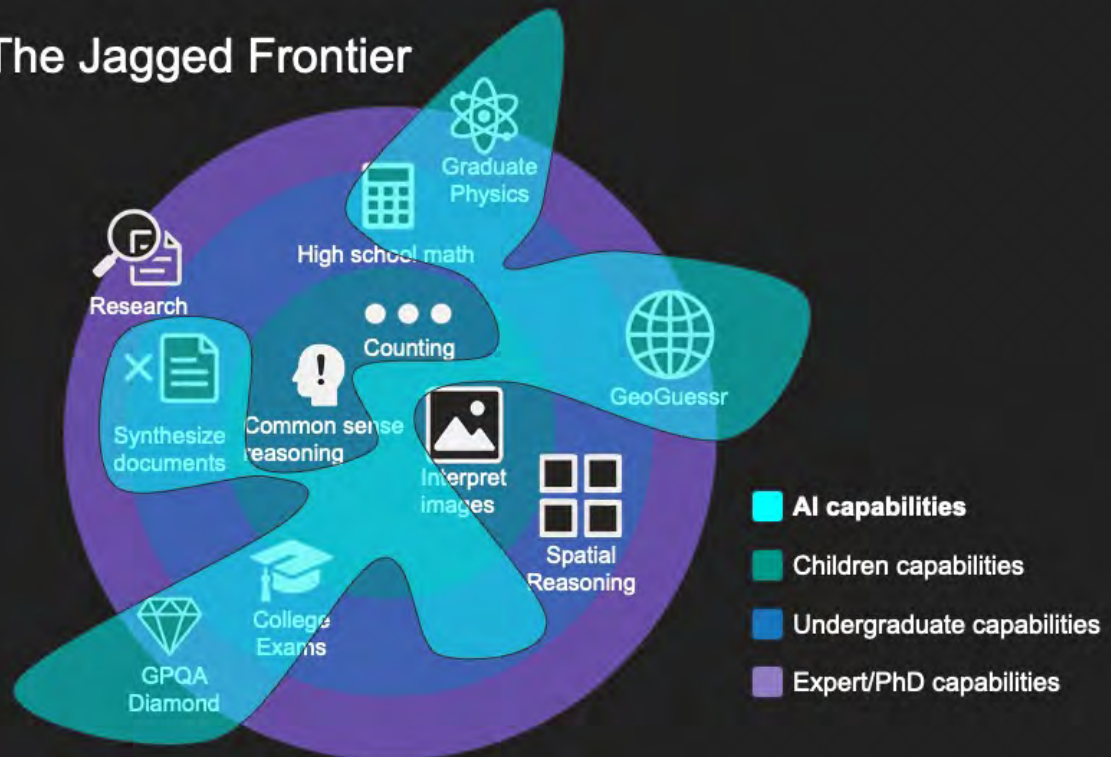 The Jagged Frontier
Graduate
Physics
High school math
Research
Counting
GeoGuessr
Common sense
reasoning
Synthesize
documents
Interpret
images
Spatial
Reasoning
College
Exams
GPQA
Diamond
AI capabilities
Children capabilities
Undergraduate capabilities
Expert/PhD capabilities